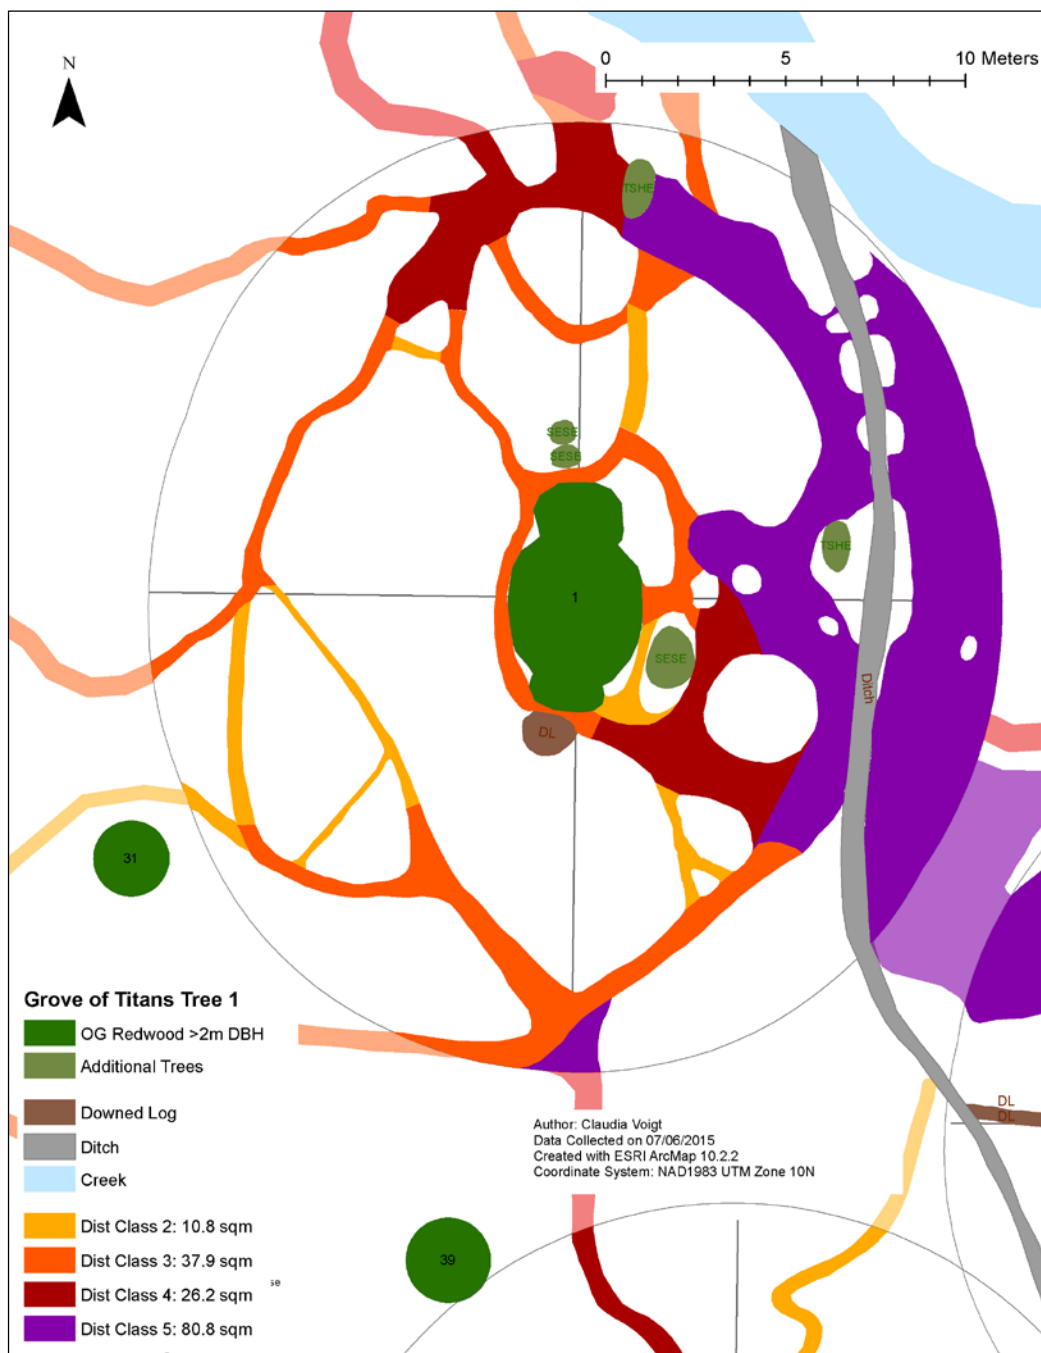 N
0 5 10 Meters
TSHE
SESE
SESE
TSHE
1
SESE
Ditch
DL
31
Grove of Titans Tree 1
OG Redwood >2m DBH
Additional Trees
Downed Log
Ditch
Creek
Dist Class 2: 10.8 sqm
Dist Class 3: 37.9 sqm
Dist Class 4: 26.2 sqm
Dist Class 5: 80.8 sqm
DL
DL
Author: Claudia Voigt
Data Collected on 07/06/2015
Created with ESRI ArcMap 10.2.2
Coordinate System: NAD1983 UTM Zone 10N
39